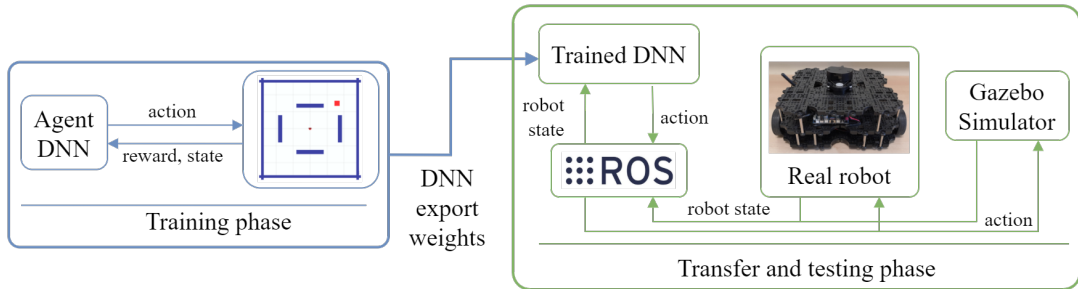 Agent
DNN
action
reward, state
Training phase
DNN
export
weights
Trained DNN
robot
state
action
ROS
Real robot
Gazebo
Simulator
robot state
action
Transfer and testing phase